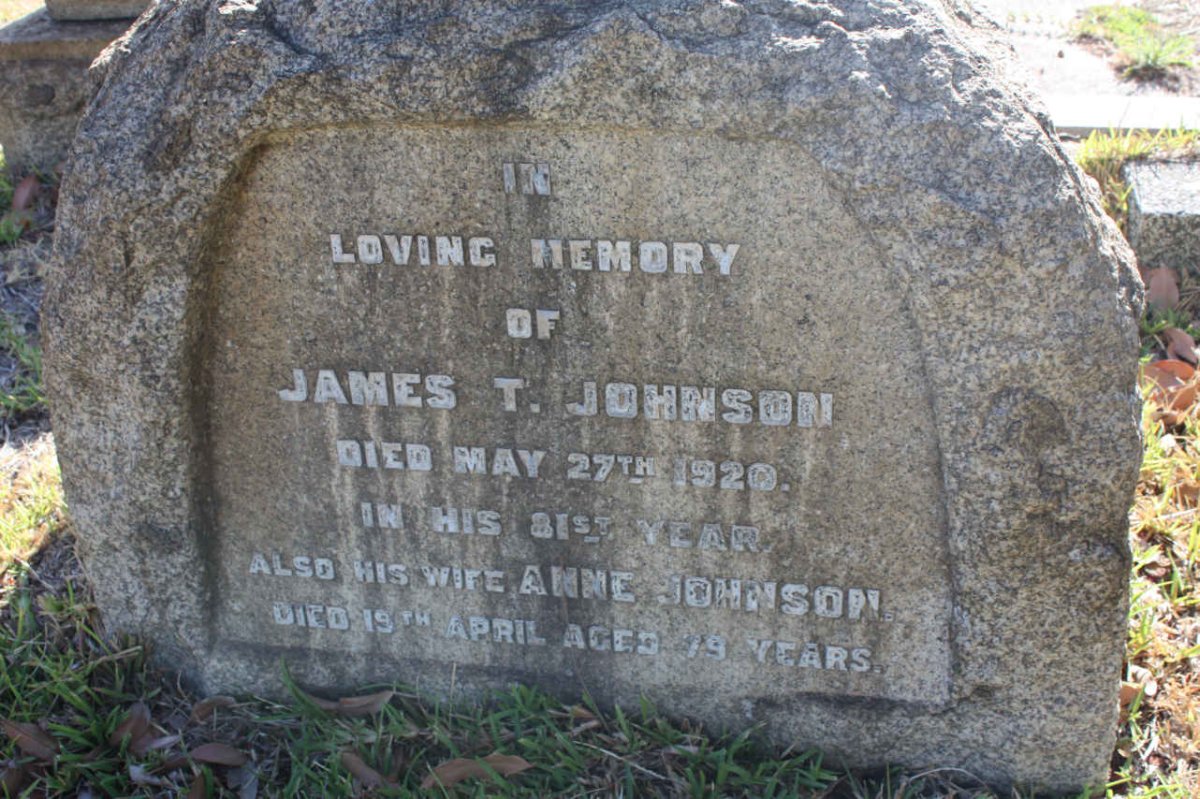 IN
LOVING MEMORY
OF
JAMES T. JOHNSON
DIED MAY 27TH 1920.
IN HIS 81ST YEAR.
ALSO HIS WIFE ANNE JOHNSON.
DIED 19TH APRIL AGED 79 YEARS.